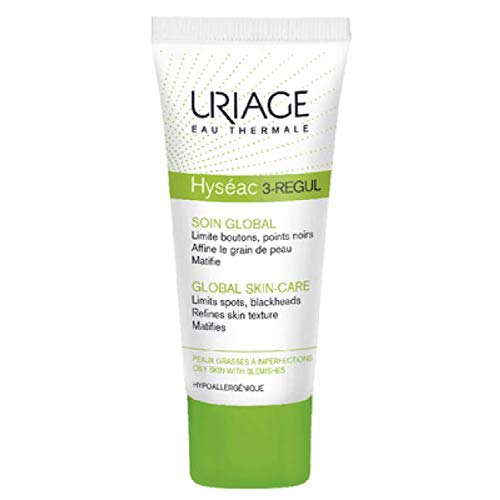 URIAGE
EAU THERMALE
Hyséac 3-REGUL
SOIN GLOBAL
Limite boutons, points noirs
Affine le grain de peau
Matifie
GLOBAL SKIN-CARE
Limits spots, blackheads
Refines skin texture
Matifies
PEAUX GRASSES À IMPERFECTIONS
OILY SKIN WITH BLEMISHES
HYPOALLERGÉNIQUE